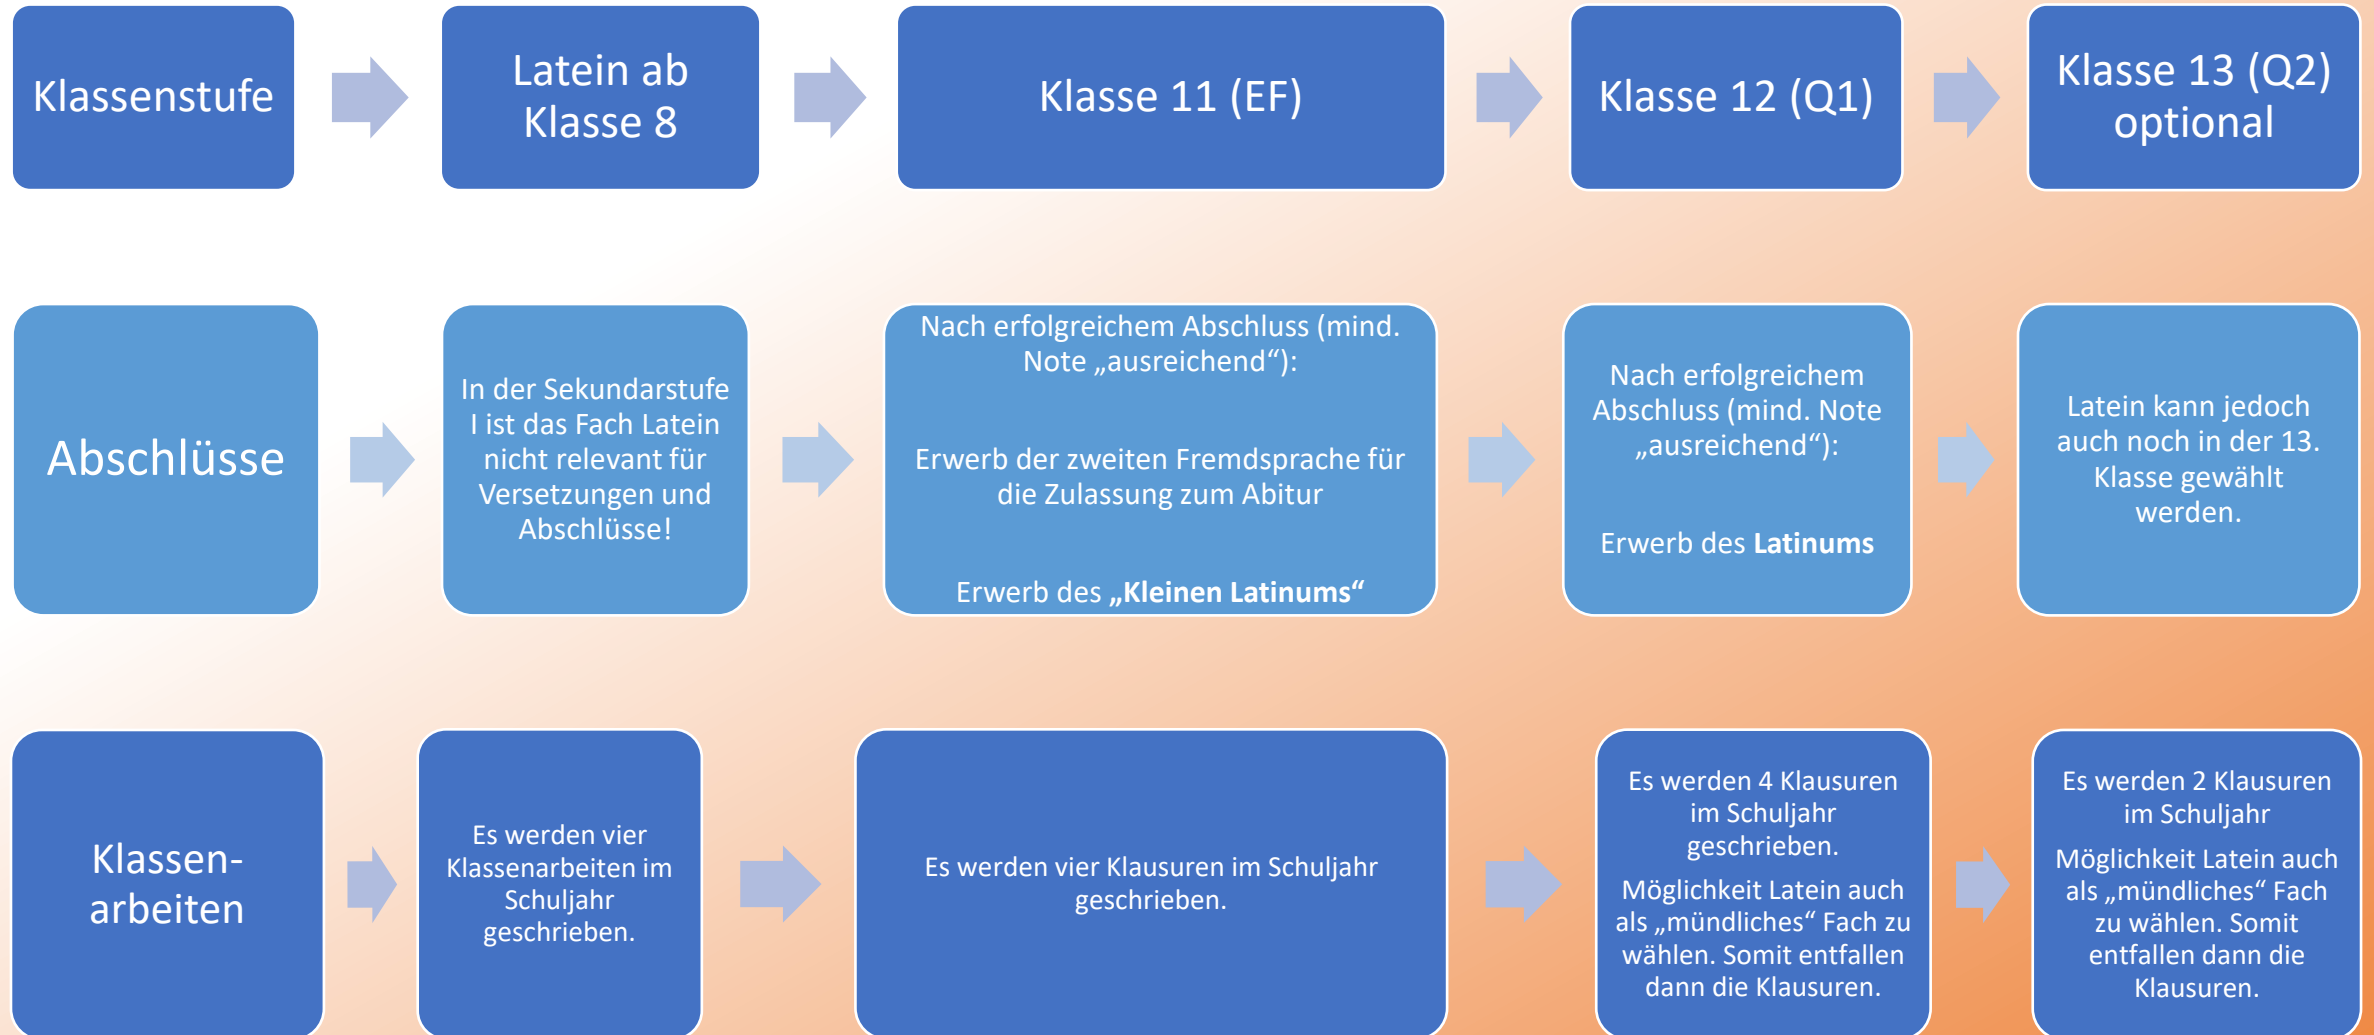 Klassenstufe
Latein ab
Klasse 8
Klasse 11 (EF)
Klasse 12 (Q1)
Klasse 13 (Q2)
optional
Abschlüsse
In der Sekundarstufe
I ist das Fach Latein
nicht relevant für
Versetzungen und
Abschlüsse!
Nach erfolgreichem Abschluss (mind.
Note „ausreichend“):
Erwerb der zweiten Fremdsprache für
die Zulassung zum Abitur
Erwerb des „Kleinen Latinums“
Nach erfolgreichem
Abschluss (mind. Note
„ausreichend“):
Erwerb des Latinums
Latein kann jedoch
auch noch in der 13.
Klasse gewählt
werden.
Klassen-
arbeiten
Es werden vier
Klassenarbeiten im
Schuljahr
geschrieben.
Es werden vier Klausuren im Schuljahr
geschrieben.
Es werden 4 Klausuren
im Schuljahr
geschrieben.
Möglichkeit Latein auch
als „mündliches“ Fach zu
wählen. Somit entfallen
dann die Klausuren.
Es werden 2 Klausuren
im Schuljahr
Möglichkeit Latein auch
als „mündliches“ Fach
zu wählen. Somit
entfallen dann die
Klausuren.